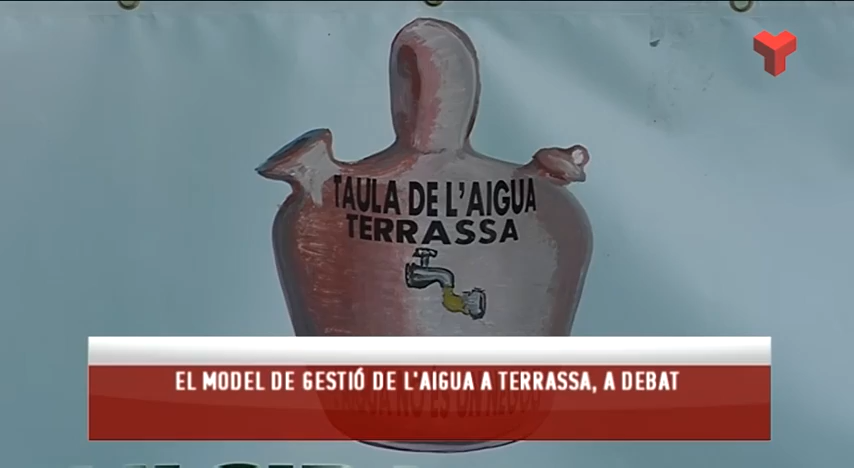 TAULA DE L'AIGUA
TERRASSA
EL MODEL DE GESTIÓ DE L'AIGUA A TERRASSA, A DEBAT